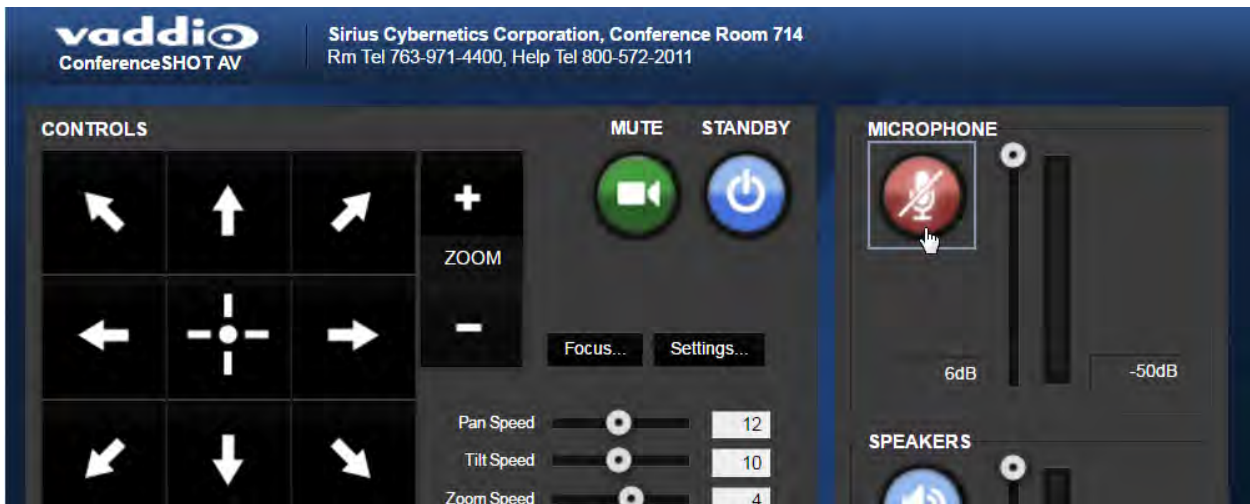 vaddio
ConferenceSHOT AV
Sirius Cybernetics Corporation, Conference Room 714
Rm Tel 763-971-4400, Help Tel 800-572-2011
CONTROLS
MUTE
STANDBY
ZOOM
Focus...
Settings...
Pan Speed
12
Tilt Speed
10
Zoom Speed
4
MICROPHONE
6dB
-50dB
SPEAKERS